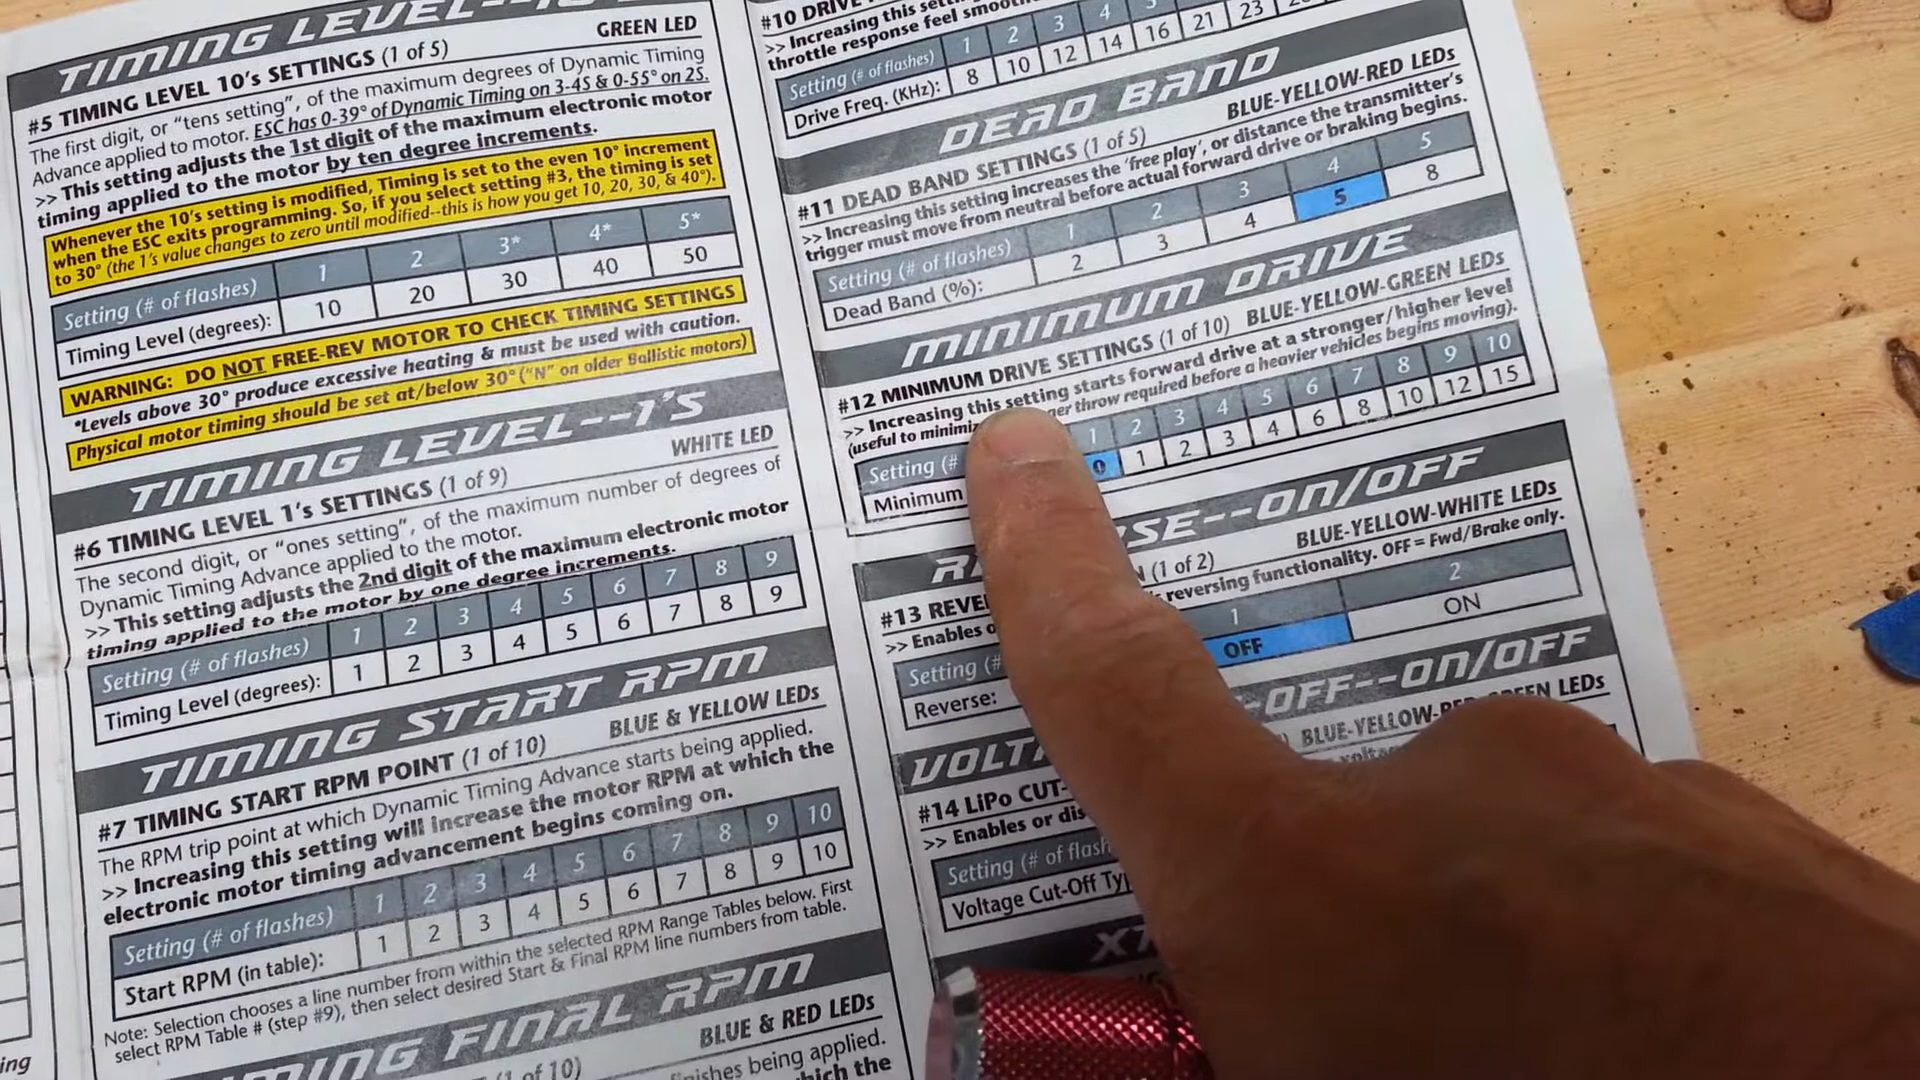 TIMING LEVEL--10
GREEN LED
#5 TIMING LEVEL 10's SETTINGS (1 of 5)
The first digit, or "tens setting", of the maximum degrees of Dynamic Timing
Advance applied to motor. ESC has 0-39° of Dynamic Timing on 3-4S & 0-55° on 2S.
>> This setting adjusts the 1st digit of the maximum electronic motor
timing applied to the motor by ten degree increments.
Whenever the 10's setting is modified, Timing is set to the even 10° increment
when the ESC exits programming. So, if you select setting #3, the timing is set
to 30° (the 1's value changes to zero until modified--this is how you get 10, 20, 30, & 40°).
Setting (# of flashes) 1 2 3* 4* 5*
Timing Level (degrees): 10 20 30 40 50
WARNING: DO NOT FREE-REV MOTOR TO CHECK TIMING SETTINGS
*Levels above 30° produce excessive heating & must be used with caution.
Physical motor timing should be set at/below 30° ("N" on older Ballistic motors)
TIMING LEVEL--1'S
WHITE LED
#6 TIMING LEVEL 1's SETTINGS (1 of 9)
The second digit, or "ones setting", of the maximum number of degrees of
Dynamic Timing Advance applied to the motor.
>> This setting adjusts the 2nd digit of the maximum electronic motor
timing applied to the motor by one degree increments.
Setting (# of flashes) 1 2 3 4 5 6 7 8 9
Timing Level (degrees): 1 2 3 4 5 6 7 8 9
TIMING START RPM
BLUE & YELLOW LEDs
#7 TIMING START RPM POINT (1 of 10)
The RPM trip point at which Dynamic Timing Advance starts being applied.
>> Increasing this setting will increase the motor RPM at which the
electronic motor timing advancement begins coming on.
Setting (# of flashes) 1 2 3 4 5 6 7 8 9 10
Start RPM (in table): 1 2 3 4 5 6 7 8 9 10
Note: Selection chooses a line number from within the selected RPM Range Tables below. First
select RPM Table # (step #9), then select desired Start & Final RPM line numbers from table.
TIMING FINAL RPM
BLUE & RED LEDs
(1 of 10)
finishes being applied.
which the
ing
#10 DRIVE
>> Increasing this
throttle response feel
Setting (# of flashes) 1 2 3 4
Drive Freq. (KHz): 8 10 12 14 16 21 23
DEAD BAND
BLUE-YELLOW-RED LEDs
#11 DEAD BAND SETTINGS (1 of 5)
>> Increasing this setting increases the 'free play', or distance the transmitter's
trigger must move from neutral before actual forward drive or braking begins.
Setting (# of flashes) 1 2 3 4 5
Dead Band (%): 2 3 4 5 8
MINIMUM DRIVE
BLUE-YELLOW-GREEN LEDs
#12 MINIMUM DRIVE SETTINGS (1 of 10)
>> Increasing this setting starts forward drive at a stronger/higher level
(useful to throw required before a heavier vehicles begins moving).
Setting (# 1 2 3 4 5 6 7 8 9 10
Minimum 0 1 2 3 4 6 8 10 12 15
ON/OFF
BLUE-YELLOW-WHITE LEDs
#13 (1 of 2)
>> Enables reversing functionality. OFF = Fwd/Brake only.
Setting (# 1 2
Reverse: OFF ON
OFF--ON/OFF
LEDs
#14 LiPo CUT-
>> Enables or
Setting (# of
Voltage Cut-Off